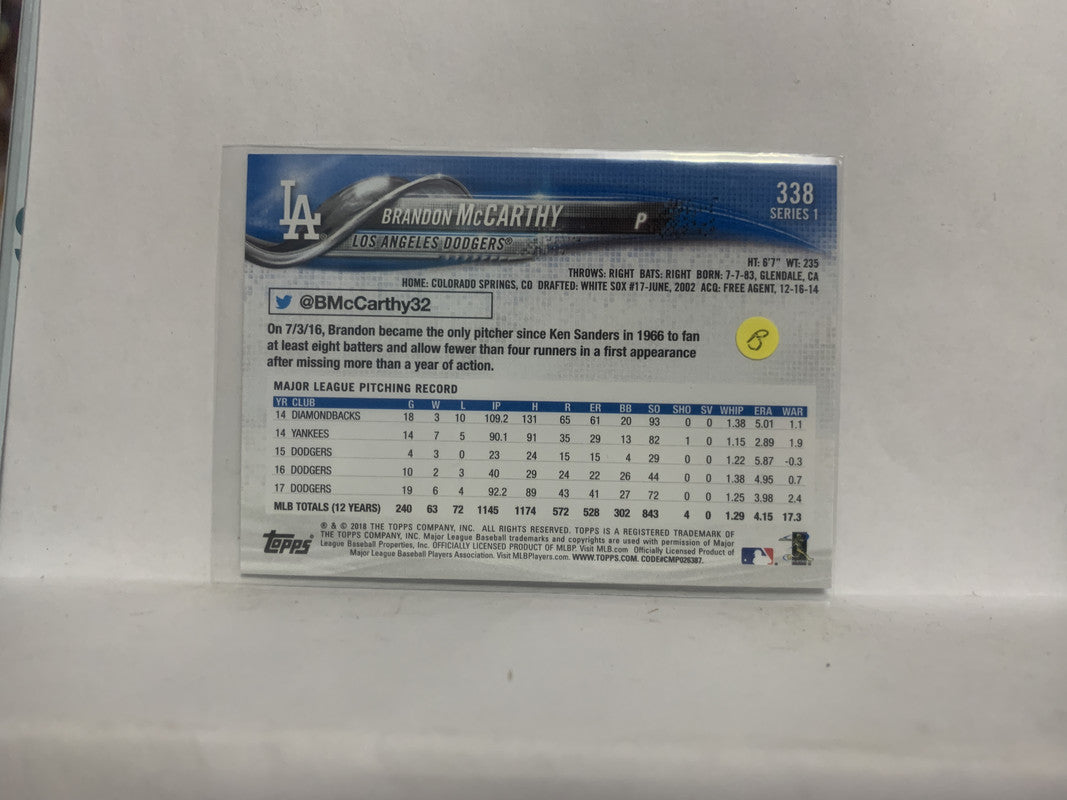 LA
338
SERIES 1
BRANDON McCARTHY P
LOS ANGELES DODGERS®
HT: 6'7" WT: 235
THROWS: RIGHT BATS: RIGHT BORN: 7-7-83, GLENDALE, CA
HOME: COLORADO SPRINGS, CO DRAFTED: WHITE SOX #17-JUNE, 2002 ACQ: FREE AGENT, 12-16-14
@BMcCarthy32
On 7/3/16, Brandon became the only pitcher since Ken Sanders in 1966 to fan
at least eight batters and allow fewer than four runners in a first appearance
after missing more than a year of action.
B
MAJOR LEAGUE PITCHING RECORD
YR CLUB G W L IP H R ER BB SO SHO SV WHIP ERA WAR
14 DIAMONDBACKS 18 3 10 109.2 131 65 61 20 93 0 0 1.38 5.01 1.1
14 YANKEES 14 7 5 90.1 91 35 29 13 82 1 0 1.15 2.89 1.9
15 DODGERS 4 3 0 23 24 15 15 4 29 0 0 1.22 5.87 -0.3
16 DODGERS 10 2 3 40 29 24 22 26 44 0 0 1.38 4.95 0.7
17 DODGERS 19 6 4 92.2 89 43 41 27 72 0 0 1.25 3.98 2.4
MLB TOTALS (12 YEARS) 240 63 72 1145 1174 572 528 302 843 4 0 1.29 4.15 17.3
Topps
® & © 2018 THE TOPPS COMPANY, INC. ALL RIGHTS RESERVED. TOPPS IS A REGISTERED TRADEMARK OF
THE TOPPS COMPANY, INC. Major League Baseball trademarks and copyrights are used with permission of Major
League Baseball Properties, Inc. OFFICIALLY LICENSED PRODUCT OF MLBP. Visit MLB.com Officially Licensed Product of
Major League Baseball Players Association. Visit MLBPlayers.com. WWW.TOPPS.COM. CODE#CMP026387.